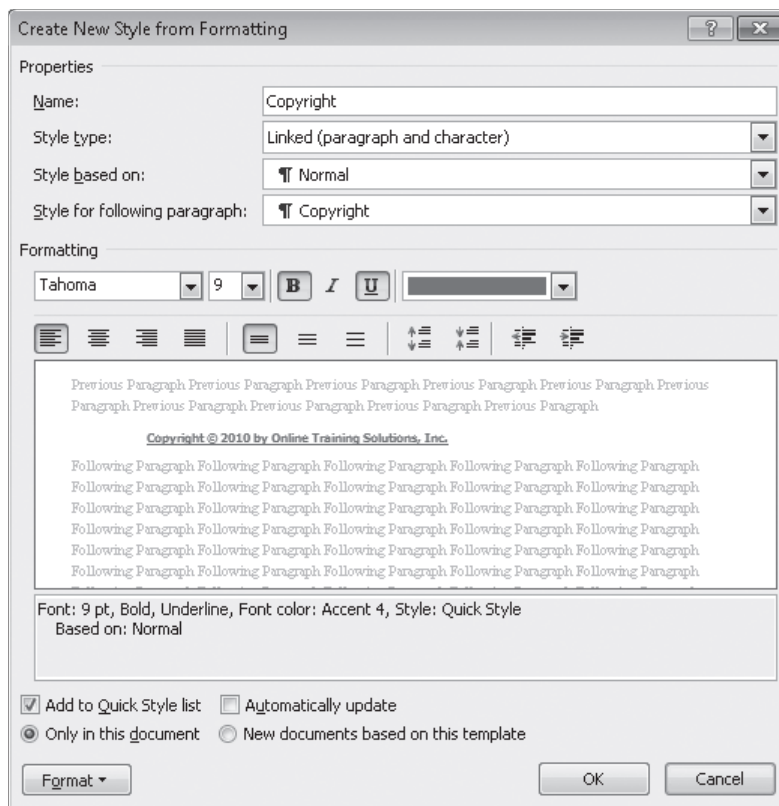 Create New Style from Formatting
Properties
Name: Copyright
Style type: Linked (paragraph and character)
Style based on: ¶ Normal
Style for following paragraph: ¶ Copyright
Formatting
Tahoma 9 B I U
Previous Paragraph Previous Paragraph Previous Paragraph Previous Paragraph Previous Paragraph Previous
Paragraph Previous Paragraph Previous Paragraph Previous Paragraph Previous Paragraph
Copyright © 2010 by Online Training Solutions, Inc.
Following Paragraph Following Paragraph Following Paragraph Following Paragraph Following Paragraph
Following Paragraph Following Paragraph Following Paragraph Following Paragraph Following Paragraph
Following Paragraph Following Paragraph Following Paragraph Following Paragraph Following Paragraph
Following Paragraph Following Paragraph Following Paragraph Following Paragraph Following Paragraph
Following Paragraph Following Paragraph Following Paragraph Following Paragraph Following Paragraph
Following Paragraph Following Paragraph Following Paragraph Following Paragraph Following Paragraph
Font: 9 pt, Bold, Underline, Font color: Accent 4, Style: Quick Style
Based on: Normal
Add to Quick Style list Automatically update
Only in this document New documents based on this template
Format OK Cancel